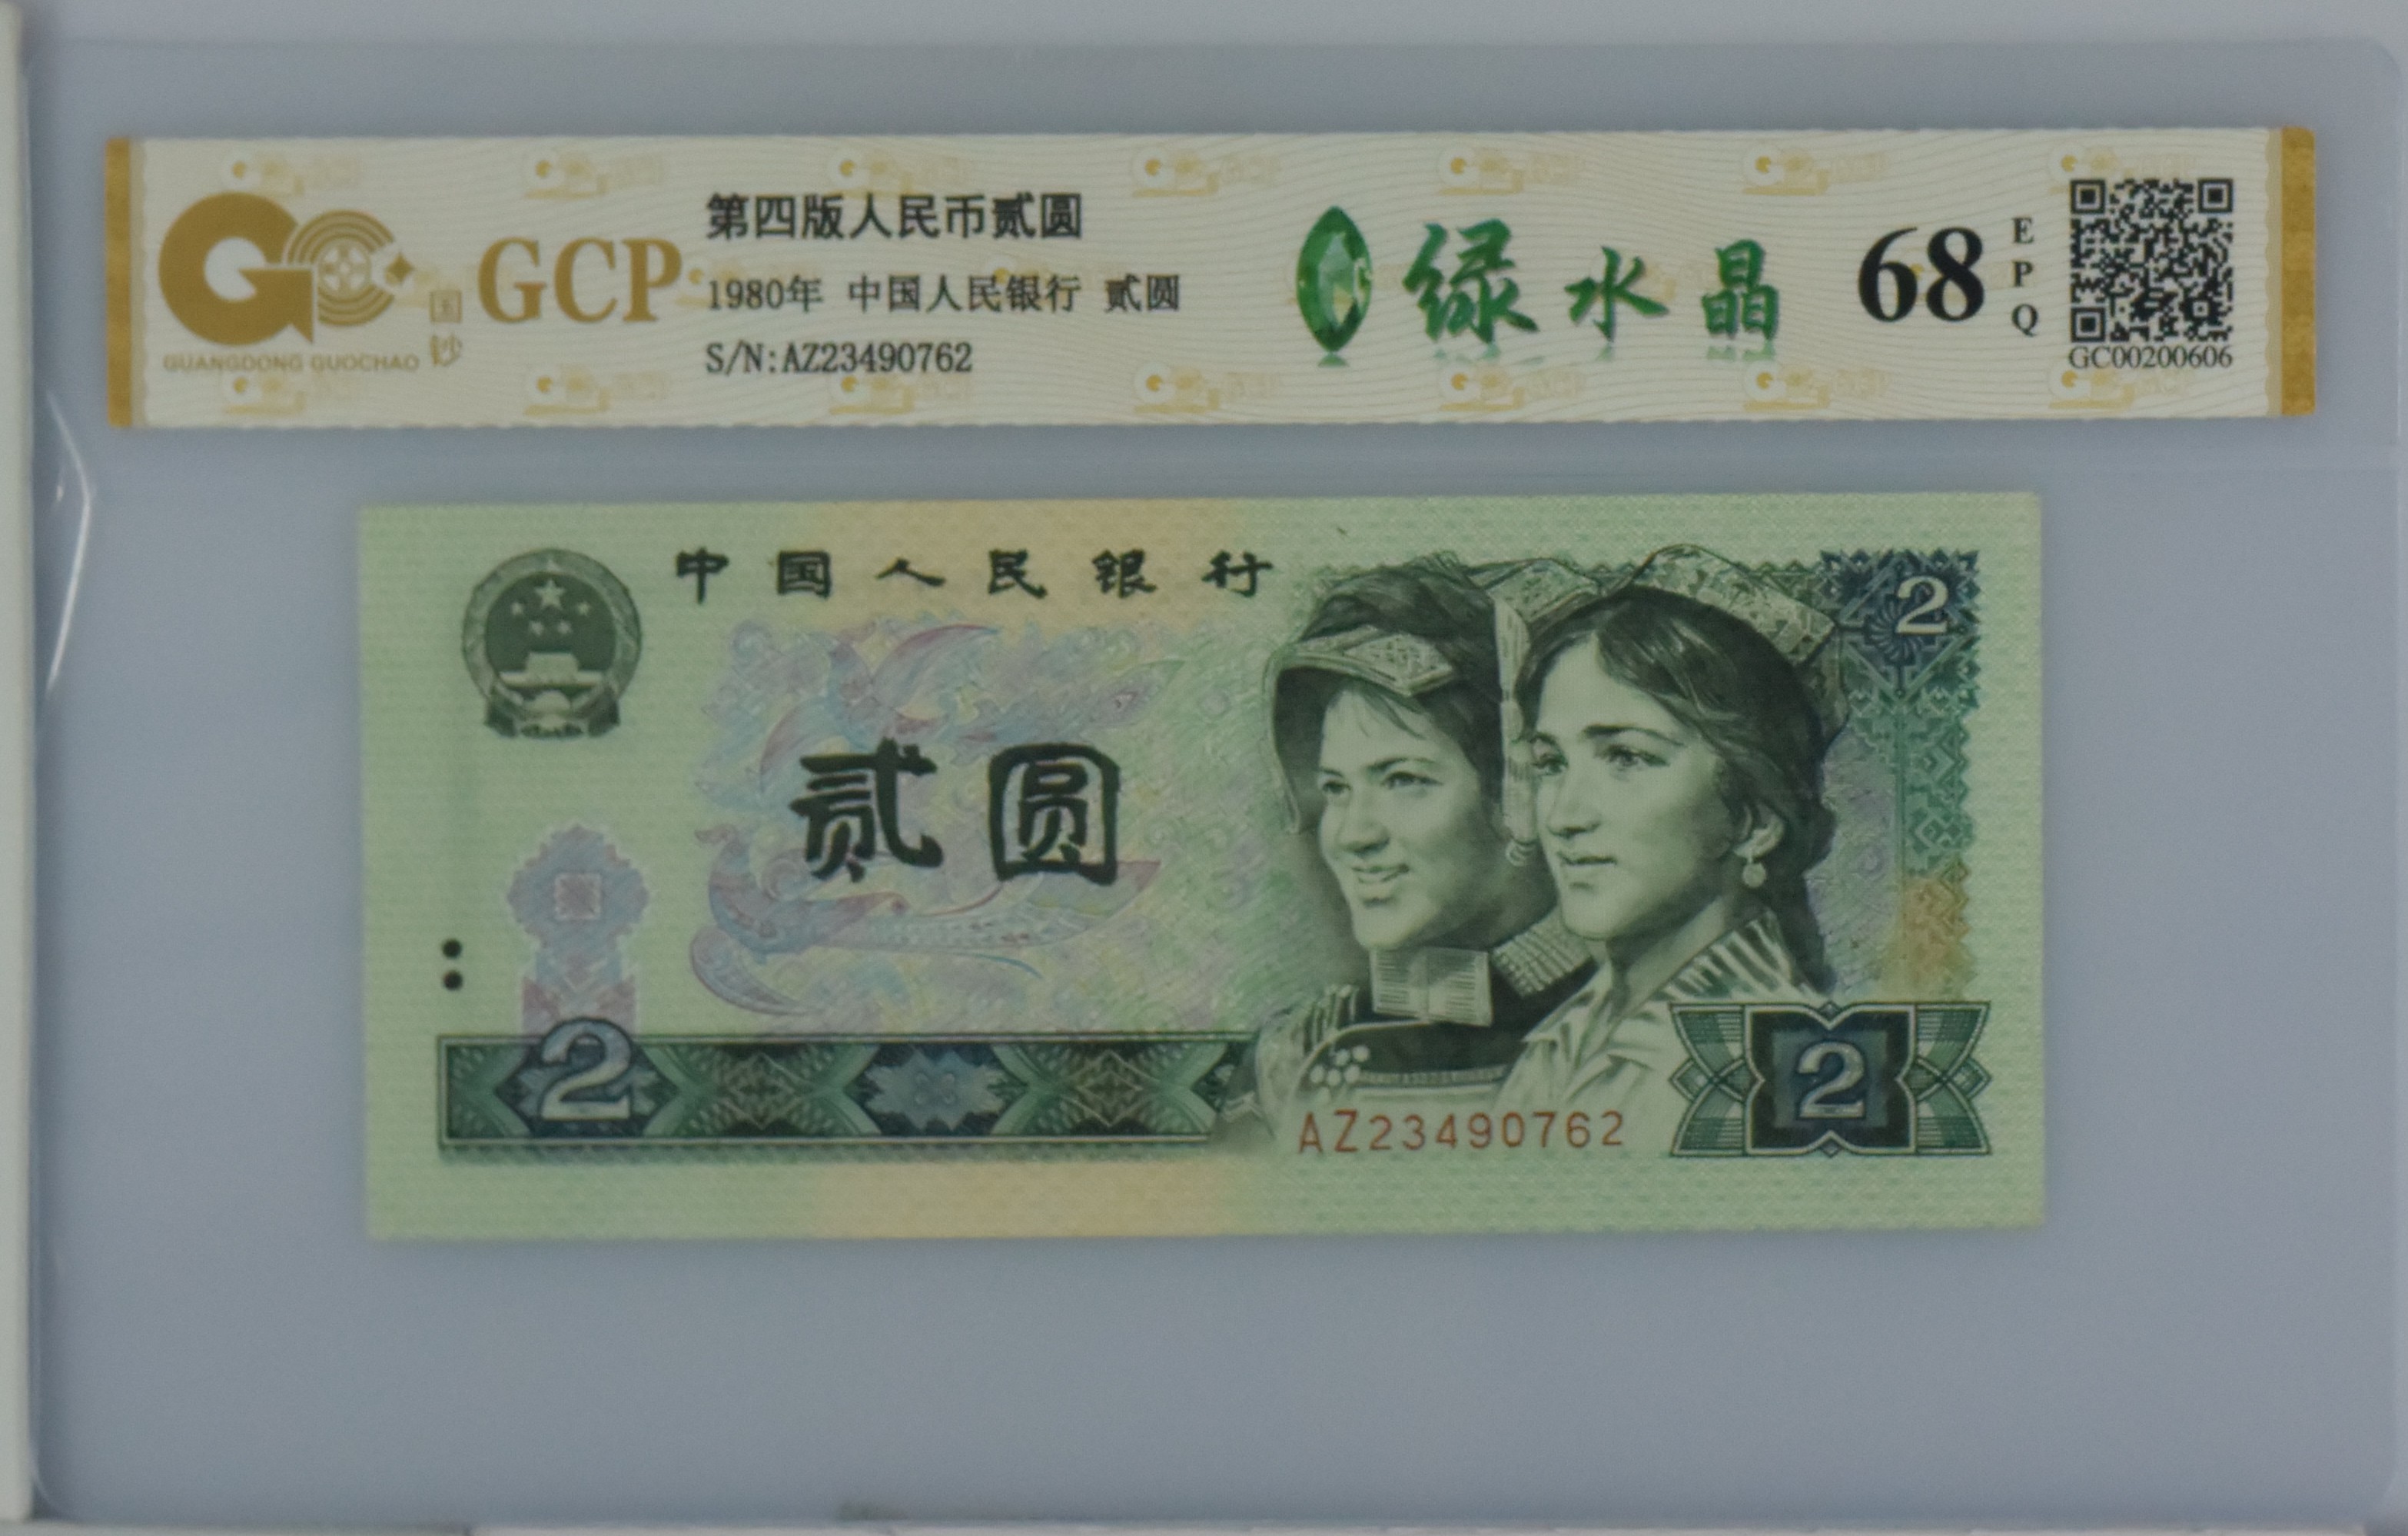 GUANGDONG GUOCHAO
国钞
GCP
第四版人民币贰圆
1980年 中国人民银行 贰圆
S/N:AZ23490762
绿水晶
68
EPQ
GC00200606
中国人民银行
2
贰圆
2
AZ23490762
2